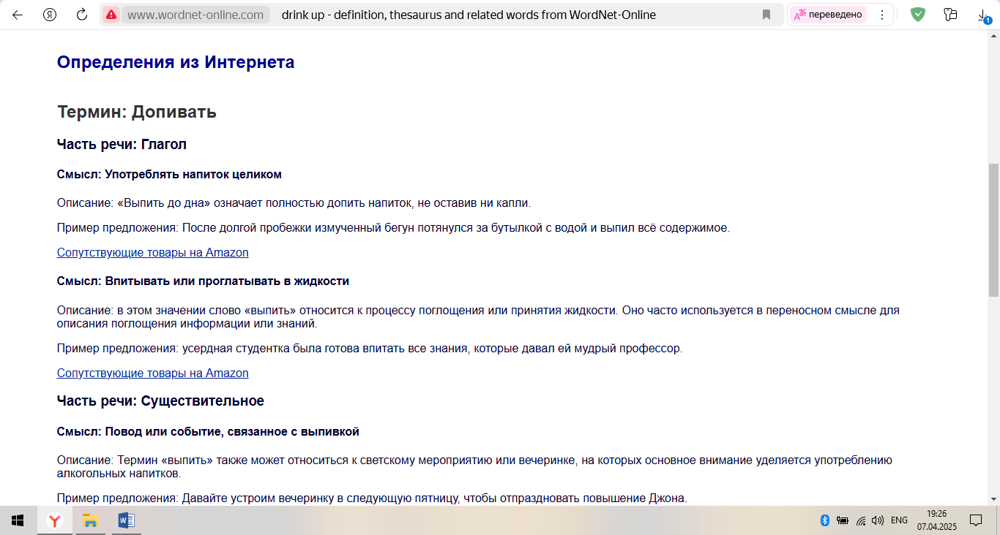 www.wordnet-online.com drink up - definition, thesaurus and related words from WordNet-Online переведено
1
Определения из Интернета
Термин: Допивать
Часть речи: Глагол
Смысл: Употреблять напиток целиком
Описание: «Выпить до дна» означает полностью допить напиток, не оставив ни капли.
Пример предложения: После долгой пробежки измученный бегун потянулся за бутылкой с водой и выпил всё содержимое.
Сопутствующие товары на Amazon
Смысл: Впитывать или проглатывать в жидкости
Описание: в этом значении слово «выпить» относится к процессу поглощения или принятия жидкости. Оно часто используется в переносном смысле для
описания поглощения информации или знаний.
Пример предложения: усердная студентка была готова впитать все знания, которые давал ей мудрый профессор.
Сопутствующие товары на Amazon
Часть речи: Существительное
Смысл: Повод или событие, связанное с выпивкой
Описание: Термин «выпить» также может относиться к светскому мероприятию или вечеринке, на которых основное внимание уделяется употреблению
алкогольных напитков.
Пример предложения: Давайте устроим вечеринку в следующую пятницу, чтобы отпраздновать повышение Джона.
ENG 19:26
07.04.2025